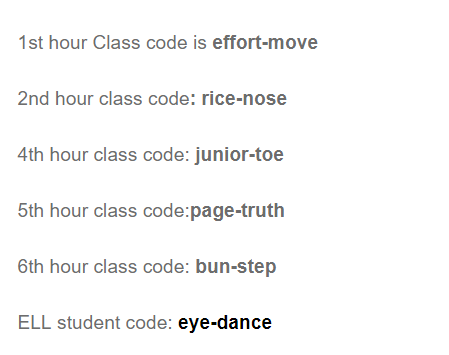 1st hour Class code is effort-move
2nd hour class code: rice-nose
4th hour class code: junior-toe
5th hour class code:page-truth
6th hour class code: bun-step
ELL student code: eye-dance